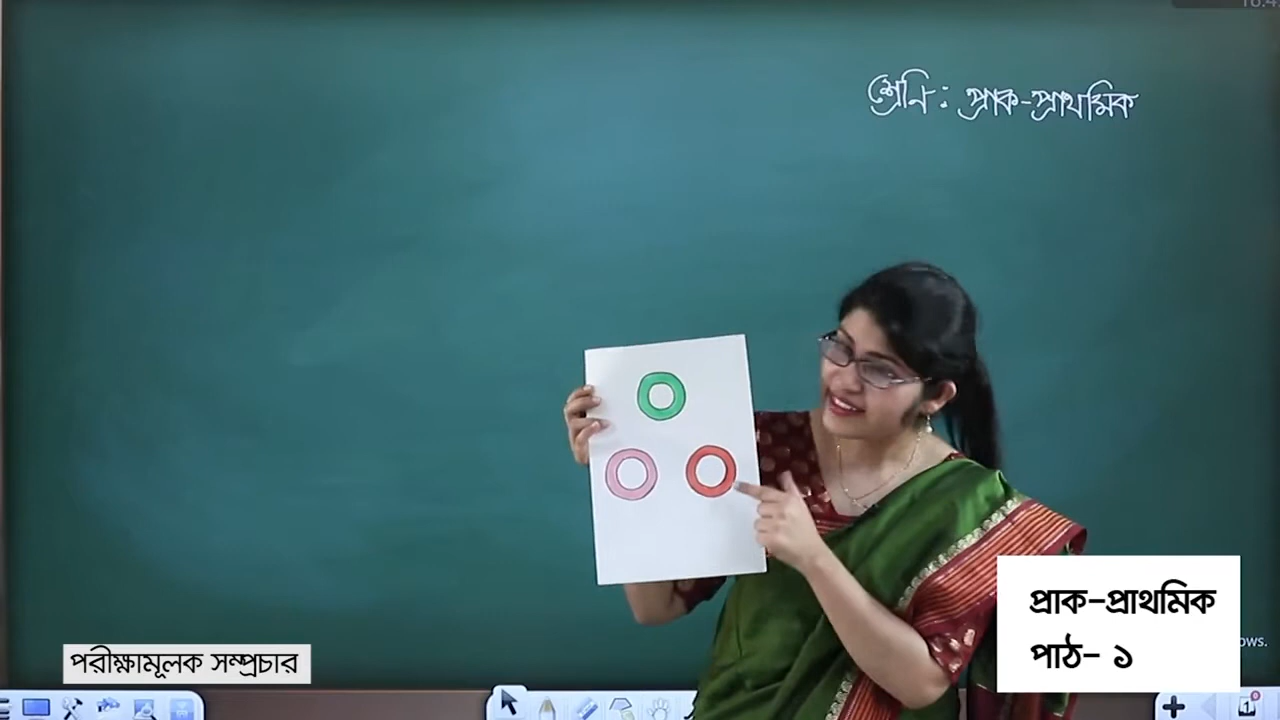 শ্রেনি : প্রাক-প্রাথমিক
প্রাক-প্রাথমিক
পাঠ- ১
পরীক্ষামূলক সম্প্রচার